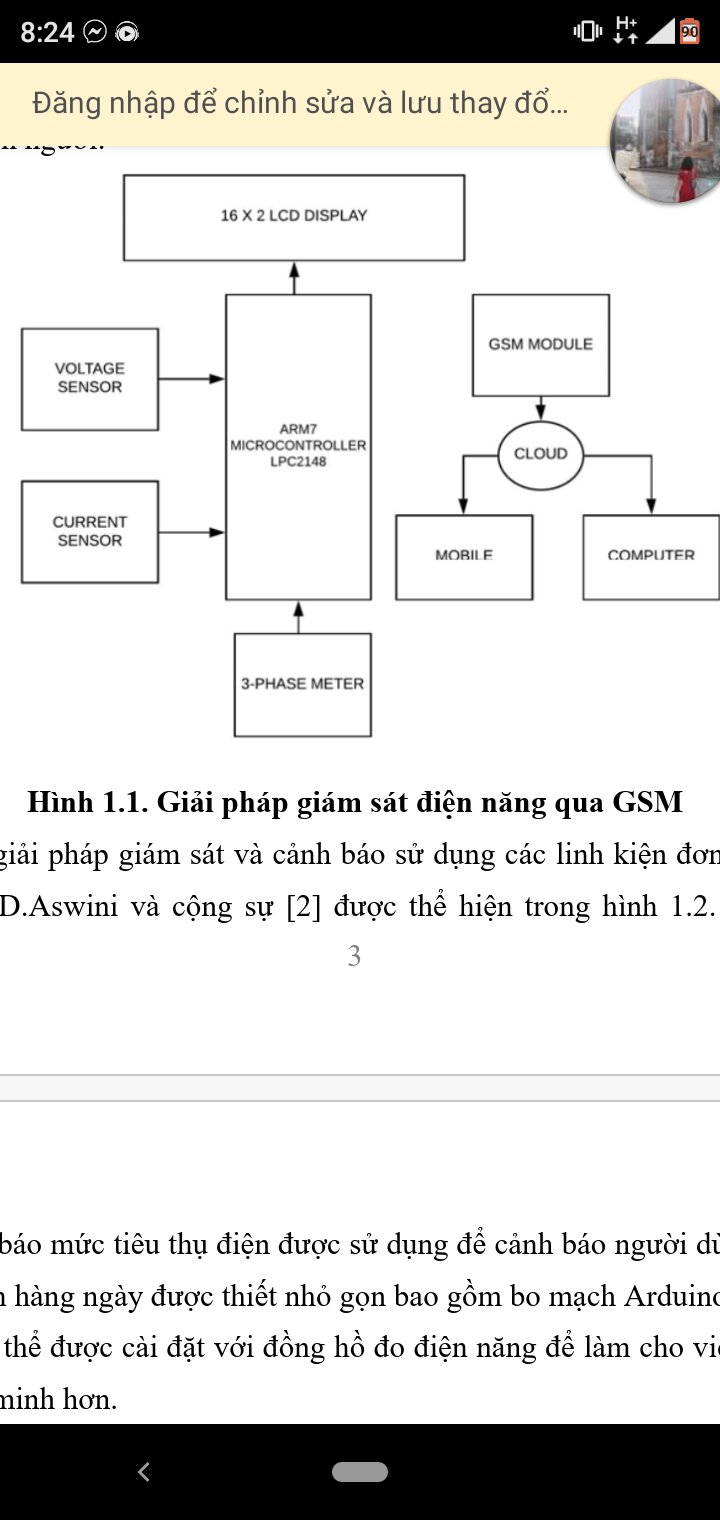 8:24
H+
90
Đăng nhập để chỉnh sửa và lưu thay đổ...
16 X 2 LCD DISPLAY
VOLTAGE
SENSOR
GSM MODULE
ARM7
MICROCONTROLLER
LPC2148
CLOUD
CURRENT
SENSOR
MOBILE
COMPUTER
3-PHASE METER
Hình 1.1. Giải pháp giám sát điện năng qua GSM
giải pháp giám sát và cảnh báo sử dụng các linh kiện đơn
D.Aswini và cộng sự [2] được thể hiện trong hình 1.2.
3
báo mức tiêu thụ điện được sử dụng để cảnh báo người
hàng ngày được thiết nhỏ gọn bao gồm bo mạch Arduino
thể được cài đặt với đồng hồ đo điện năng để làm cho
minh hơn.